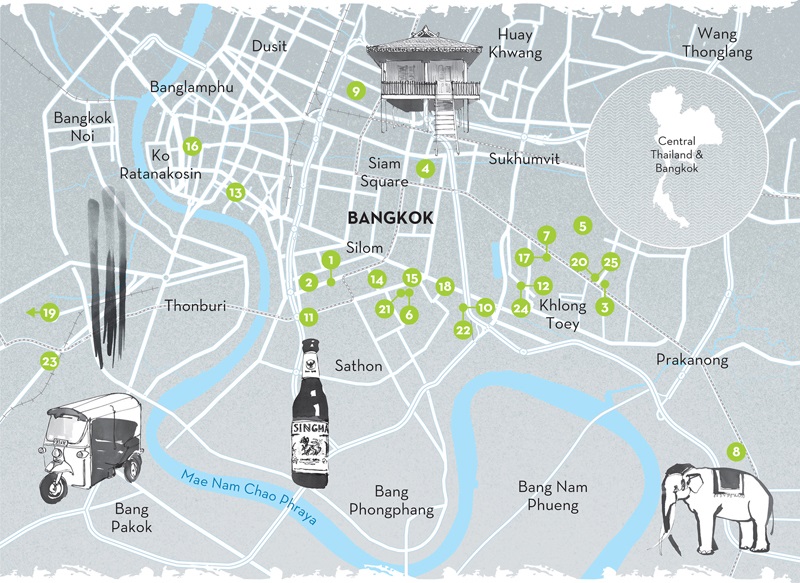 Dusit
Huay
Khwang
Wang
Thonglang
Banglamphu
9
Bangkok
Noi
16
Ko
Ratanakosin
Siam
Square
4
Sukhumvit
Central
Thailand &
Bangkok
13
BANGKOK
Silom
7
5
17
1
2
14
15
18
20
25
12
21
6
10
24
3
Khlong
Toey
22
19
Thonburi
11
23
Sathon
Prakanong
SINGHA
8
Mae Nam Chao Phraya
Bang
Pakok
Bang
Phongphang
Bang Nam
Phueng